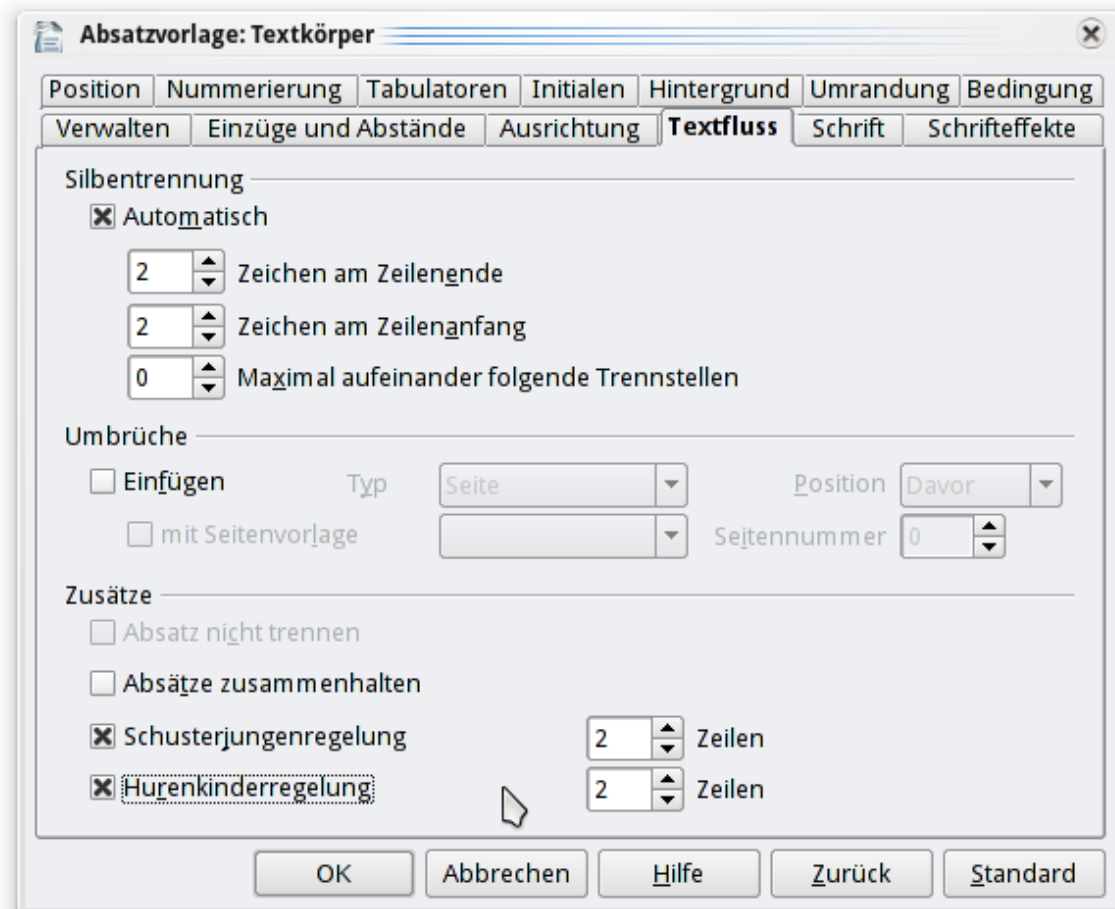 Absatzvorlage: Textkörper
Position Nummerierung Tabulatoren Initialen Hintergrund Umrandung Bedingung
Verwalten Einzüge und Abstände Ausrichtung Textfluss Schrift Schrifteffekte
Silbentrennung
Automatisch
2 Zeichen am Zeilenende
2 Zeichen am Zeilenanfang
0 Maximal aufeinander folgende Trennstellen
Umbrüche
Einfügen Typ Seite Position Davor
mit Seitenvorlage Seitennummer 0
Zusätze
Absatz nicht trennen
Absätze zusammenhalten
Schusterjungenregelung 2 Zeilen
Hurenkinderregelung 2 Zeilen
OK Abbrechen Hilfe Zurück Standard